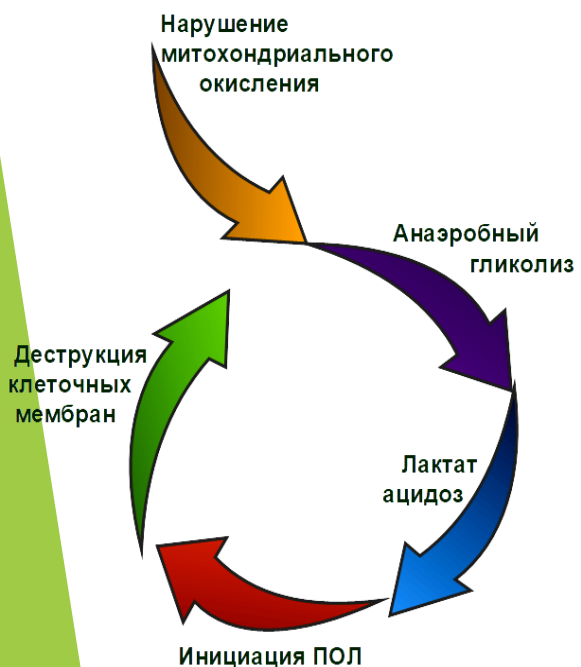 Нарушение
митохондриального
окисления
Анаэробный
гликолиз
Лактат
ацидоз
Инициация ПОЛ
Деструкция
клеточных
мембран